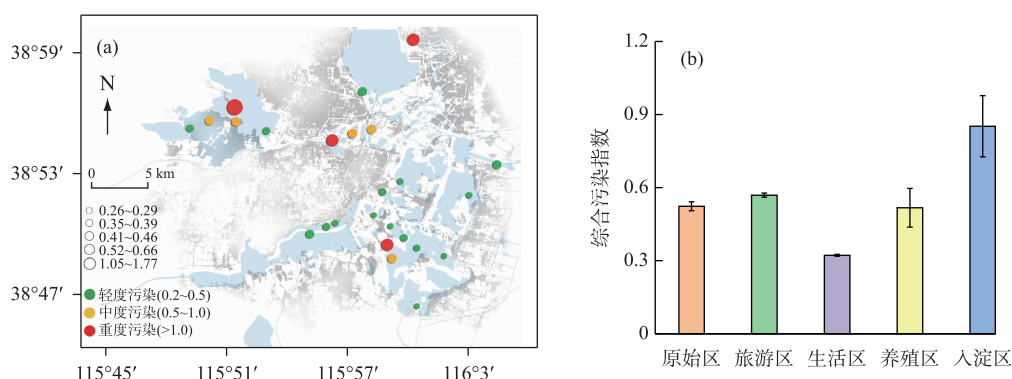 (a)
38°59′
38°53′
38°47′
N
0 5 km
0.26~0.29
0.35~0.39
0.41~0.46
0.52~0.66
1.05~1.77
轻度污染(0.2~0.5)
中度污染(0.5~1.0)
重度污染(>1.0)
115°45′ 115°51′ 115°57′ 116°3′
(b)
综合污染指数
1.2
0.9
0.6
0.3
0
原始区 旅游区 生活区 养殖区 入淀区